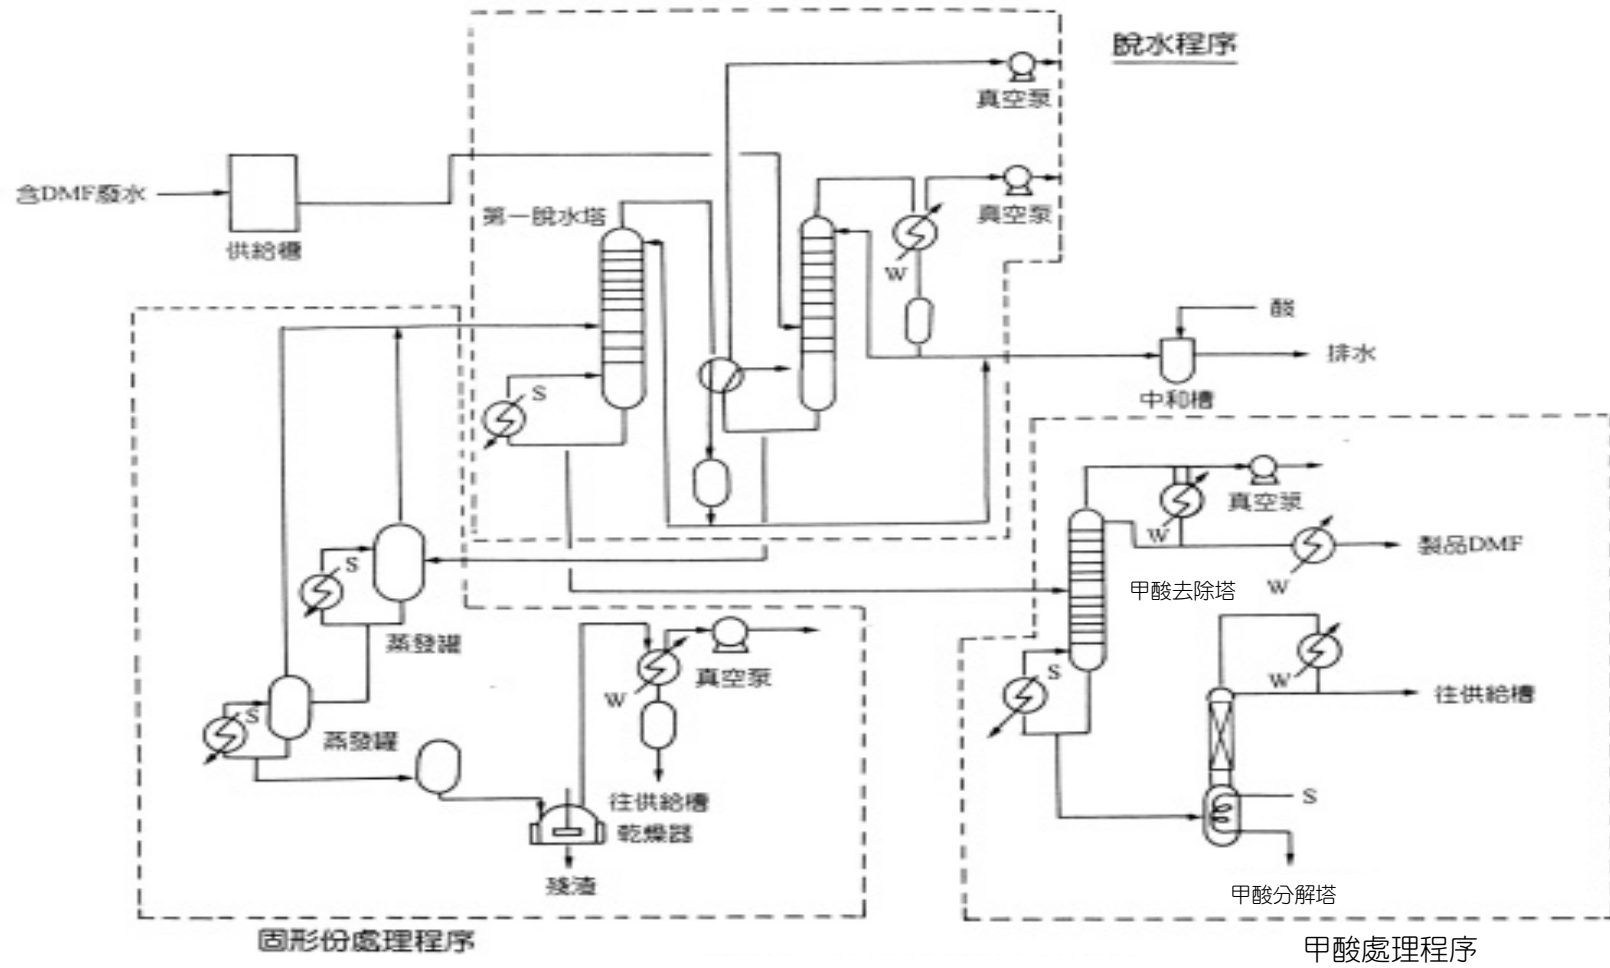 脫水程序
真空泵
含DMF廢水
供給槽
第一脫水塔
真空泵
W
酸
排水
中和槽
S
真空泵
W
製品DMF
W
甲酸去除塔
S
蒸發罐
真空泵
W
S
W
往供給槽
S
蒸發罐
往供給槽
乾燥器
S
殘渣
甲酸分解塔
固形份處理程序
甲酸處理程序